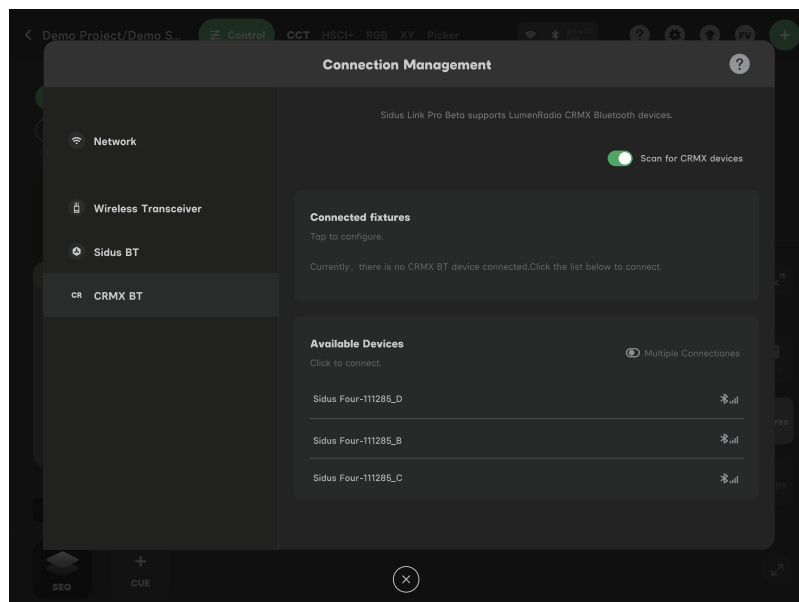 Demo Project/Demo S...
Control
CCT HSCI+ RGB XY Picker
FV
Connection Management
?
Sidus Link Pro Beta supports LumenRadio CRMX Bluetooth devices.
Network
Scan for CRMX devices
Wireless Transceiver
Sidus BT
CR CRMX BT
Connected fixtures
Tap to configure.
Currently，there is no CRMX BT device connected.Click the list below to connect.
Available Devices
Click to connect.
Multiple Connectiones
Sidus Four-111285_D
Sidus Four-111285_B
Sidus Four-111285_C
SEQ
CUE